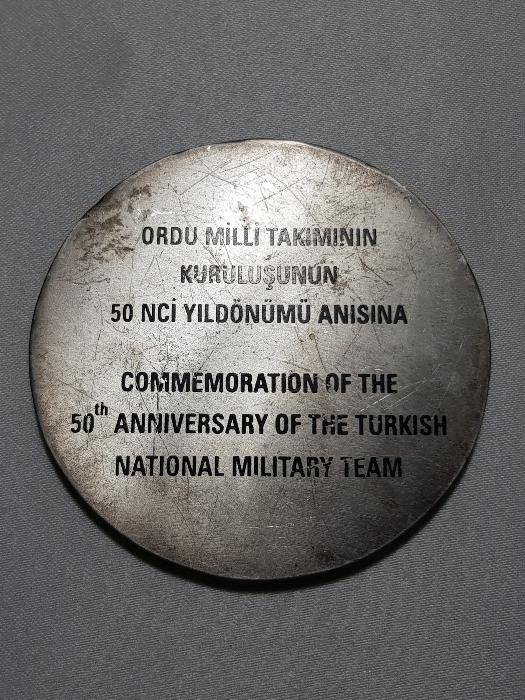 ORDU MİLLİ TAKIMININ
KURULUŞUNUN
50 NCİ YILDÖNÜMÜ ANISINA
COMMEMORATION OF THE
50th ANNIVERSARY OF THE TURKISH
NATIONAL MILITARY TEAM